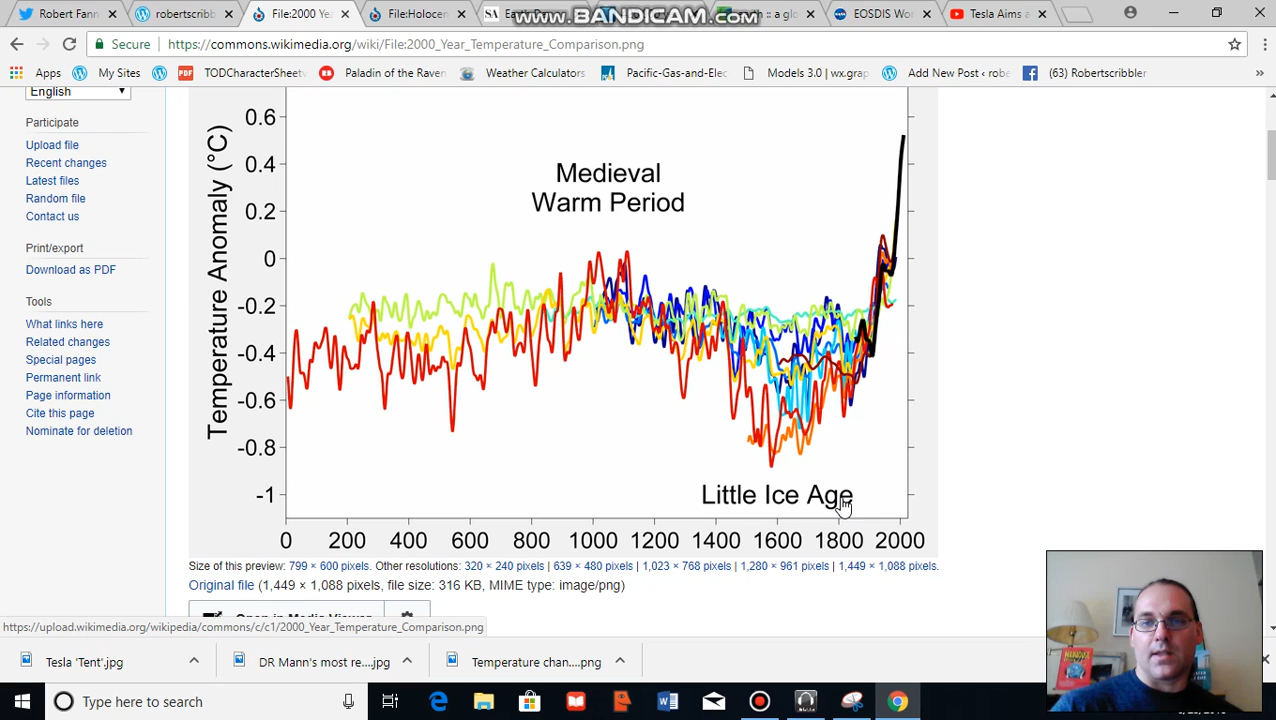 Robert Fann
robertscribb
File:2000 Ye
File:Holocen
www.BANDICAM.com
EOSDIS Wor
Tesla Aims a
Secure
https://commons.wikimedia.org/wiki/File:2000_Year_Temperature_Comparison.png
Apps
My Sites
TODCharacterSheet
Paladin of the Raven
Weather Calculators
Pacific-Gas-and-Elec
Models 3.0 | wx.grap
Add New Post ‹ robe
(63) Robertscribbler
English
Participate
Upload file
Recent changes
Latest files
Random file
Contact us
Print/export
Download as PDF
Tools
What links here
Related changes
Special pages
Permanent link
Page information
Cite this page
Nominate for deletion
Temperature Anomaly (°C)
0.6
0.4
0.2
0
-0.2
-0.4
-0.6
-0.8
-1
Medieval
Warm Period
Little Ice Age
0 200 400 600 800 1000 1200 1400 1600 1800 2000
Size of this preview: 799 × 600 pixels. Other resolutions: 320 × 240 pixels | 639 × 480 pixels | 1,023 × 768 pixels | 1,280 × 961 pixels | 1,449 × 1,088 pixels.
Original file (1,449 × 1,088 pixels, file size: 316 KB, MIME type: image/png)
Open in Media Viewer
https://upload.wikimedia.org/wikipedia/commons/c/c1/2000_Year_Temperature_Comparison.png
Tesla 'Tent'.jpg
DR Mann's most re....jpg
Temperature chan....png
Type here to search